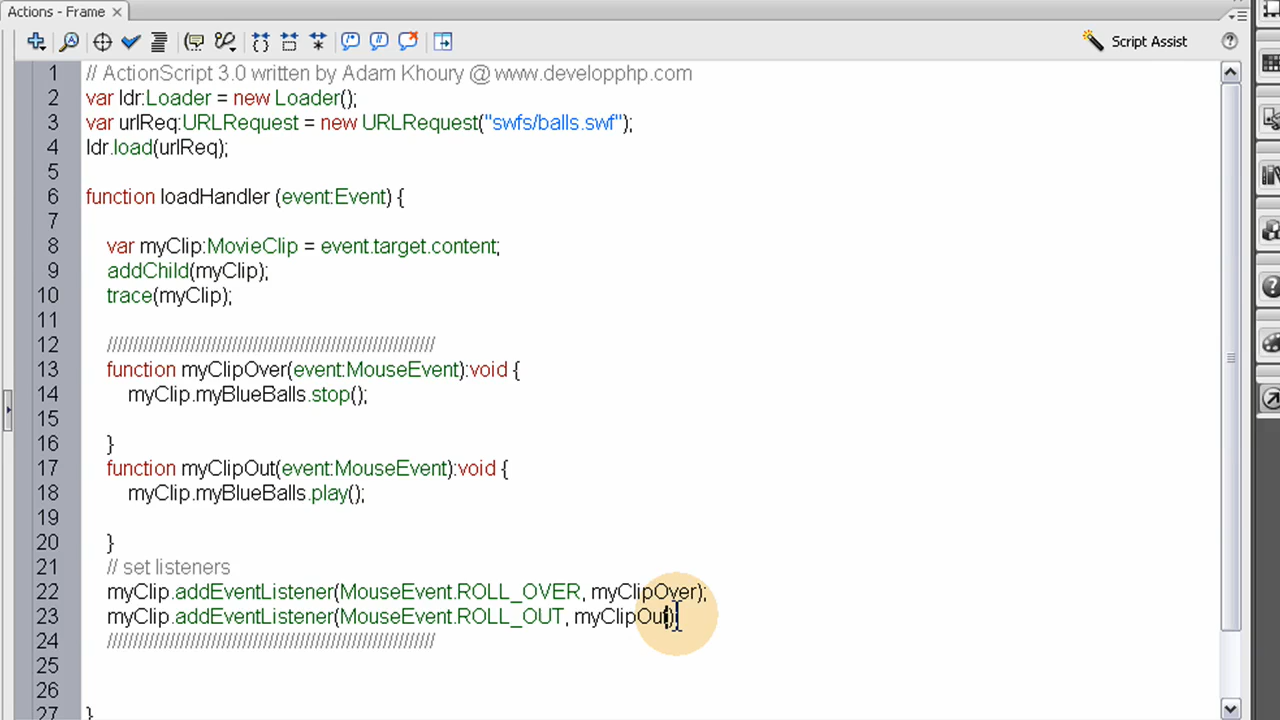 Actions - Frame
Script Assist
1 // ActionScript 3.0 written by Adam Khoury @ www.developphp.com
2 var ldr:Loader = new Loader();
3 var urlReq:URLRequest = new URLRequest("swfs/balls.swf");
4 ldr.load(urlReq);
5
6 function loadHandler (event:Event) {
7
8 var myClip:MovieClip = event.target.content;
9 addChild(myClip);
10 trace(myClip);
11
12 //////////////////////////////////////////////////////////////
13 function myClipOver(event:MouseEvent):void {
14 myClip.myBlueBalls.stop();
15
16 }
17 function myClipOut(event:MouseEvent):void {
18 myClip.myBlueBalls.play();
19
20 }
21 // set listeners
22 myClip.addEventListener(MouseEvent.ROLL_OVER, myClipOver);
23 myClip.addEventListener(MouseEvent.ROLL_OUT, myClipOut);
24 //////////////////////////////////////////////////////////////
25
26
27 }